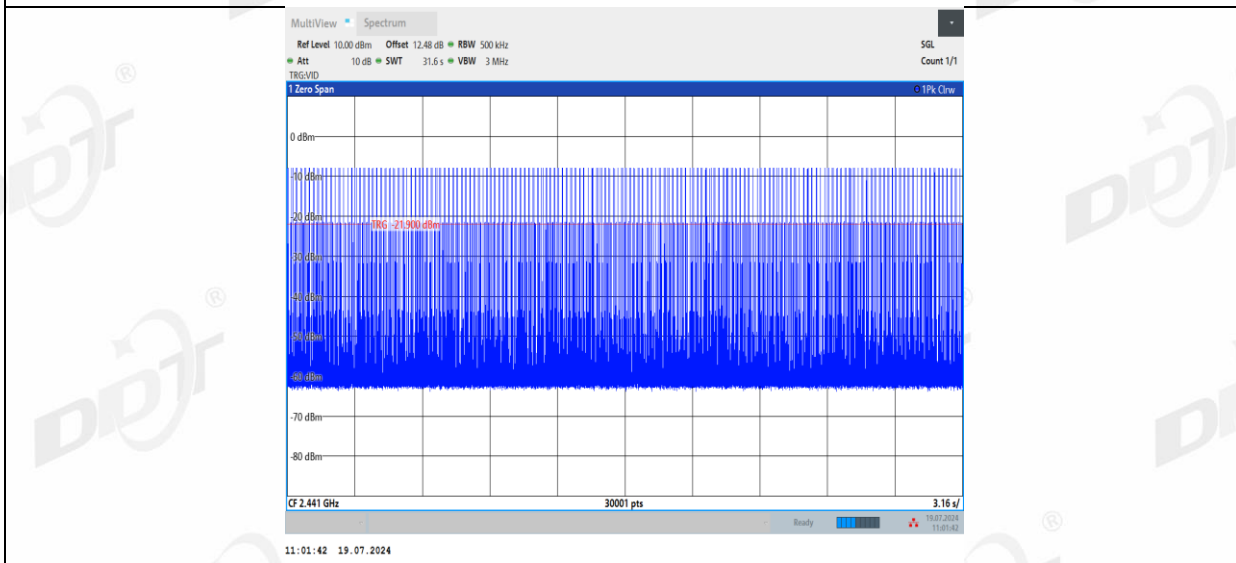 MultiView Spectrum
Ref Level 10.00 dBm Offset 12.48 dB RBW 500 kHz SGL
Att 10 dB SWT 31.6 s VBW 3 MHz Count 1/1
TRG:VID
1 Zero Span 1Pk Clrw
0 dBm
-10 dBm
-20 dBm
TRG -21.900 dBm
-30 dBm
-40 dBm
-50 dBm
-60 dBm
-70 dBm
-80 dBm
CF 2.441 GHz 30001 pts 3.16 s/
Ready 19.07.2024
11:01:42
11:01:42 19.07.2024
DDT ®
DDT
DDT ®
DDT
®